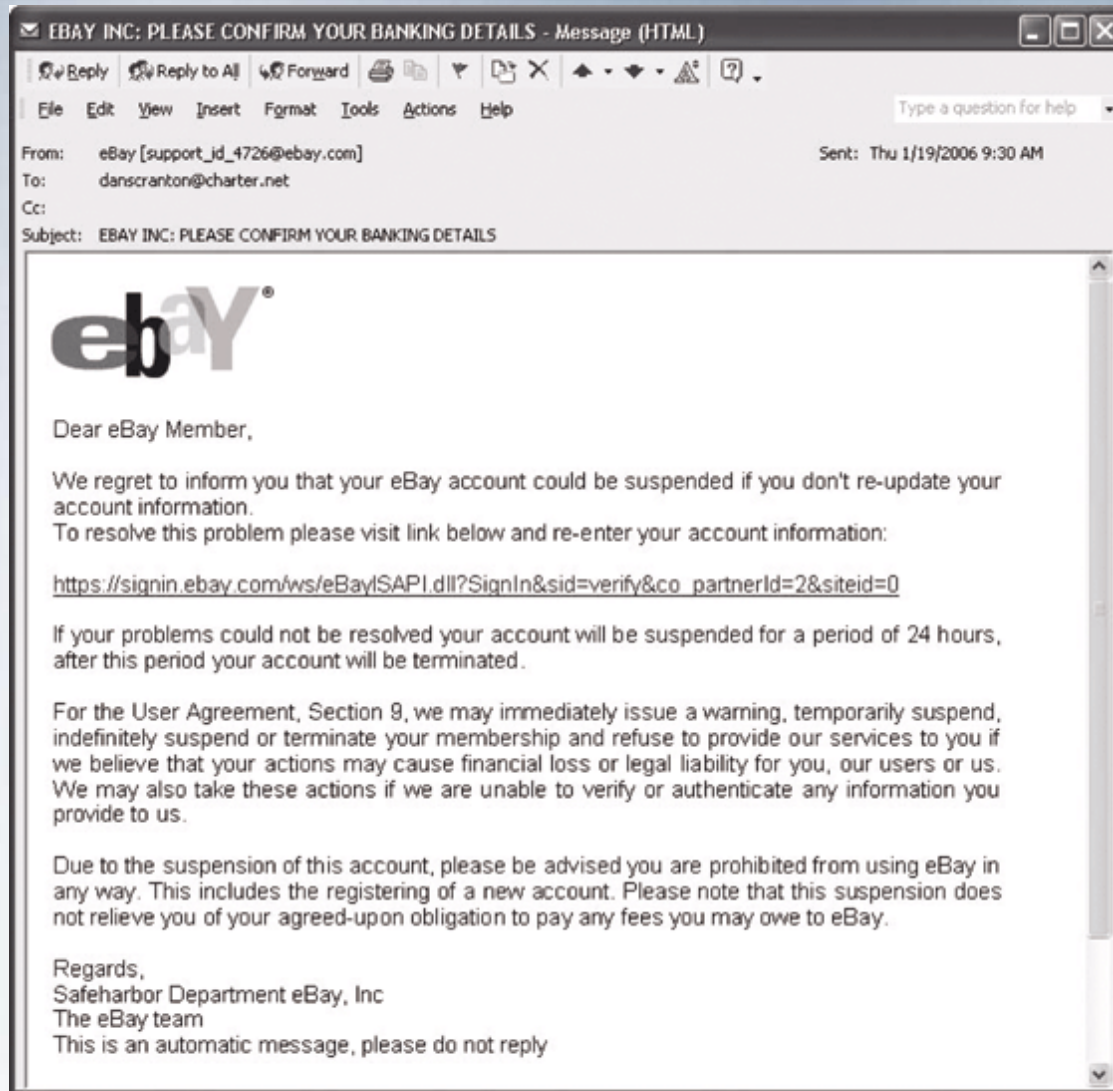 EBAY INC: PLEASE CONFIRM YOUR BANKING DETAILS - Message (HTML)
Reply Reply to All Forward
File Edit View Insert Format Tools Actions Help Type a question for help
From: eBay [support_id_4726@ebay.com] Sent: Thu 1/19/2006 9:30 AM
To: danscranton@charter.net
Cc:
Subject: EBAY INC: PLEASE CONFIRM YOUR BANKING DETAILS
ebaY®
Dear eBay Member,
We regret to inform you that your eBay account could be suspended if you don't re-update your
account information.
To resolve this problem please visit link below and re-enter your account information:
https://signin.ebay.com/ws/eBayISAPI.dll?SignIn&sid=verify&co_partnerId=2&siteid=0
If your problems could not be resolved your account will be suspended for a period of 24 hours,
after this period your account will be terminated.
For the User Agreement, Section 9, we may immediately issue a warning, temporarily suspend,
indefinitely suspend or terminate your membership and refuse to provide our services to you if
we believe that your actions may cause financial loss or legal liability for you, our users or us.
We may also take these actions if we are unable to verify or authenticate any information you
provide to us.
Due to the suspension of this account, please be advised you are prohibited from using eBay in
any way. This includes the registering of a new account. Please note that this suspension does
not relieve you of your agreed-upon obligation to pay any fees you may owe to eBay.
Regards,
Safeharbor Department eBay, Inc
The eBay team
This is an automatic message, please do not reply